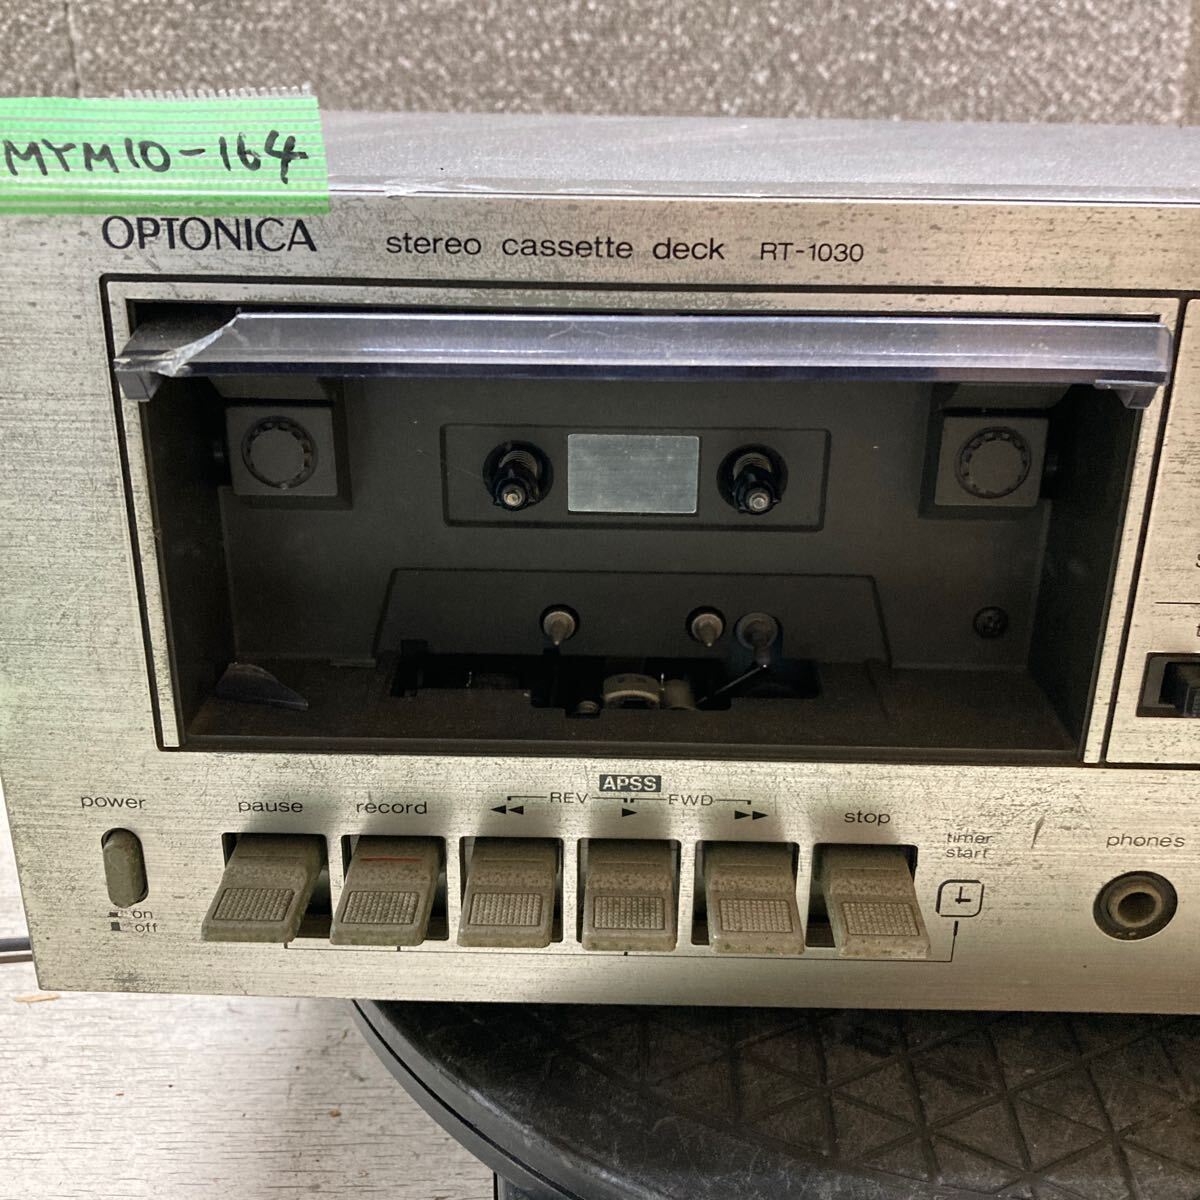 MYM10-164
OPTONICA
stereo cassette deck RT-1030
APSS
REV FWD
power
pause
record
stop
timer
start
phones
on
off